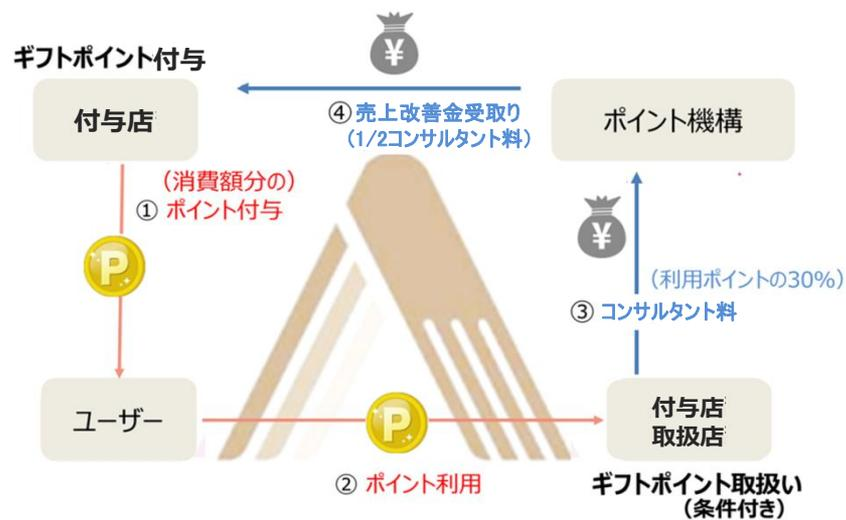 ギフトポイント付与
付与店
¥
④売上改善金受取り
(1/2コンサルタント料)
ポイント機構
(消費額分の)
① ポイント付与
P
¥
(利用ポイントの30%)
③ コンサルタント料
ユーザー
P
② ポイント利用
付与店
取扱店
ギフトポイント取扱い
(条件付き)